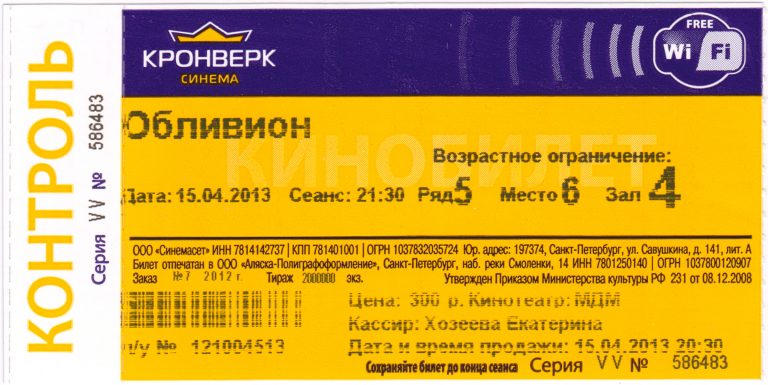 КОНТРОЛЬ
Серия VV № 586483
КРОНВЕРК
СИНЕМА
FREE
Wi Fi
КИНОБИЛЕТ
Обливион
Возрастное ограничение:
Дата: 15.04.2013 Сеанс: 21:30 Ряд 5 Место 6 Зал 4
ООО «Синемасет» ИНН 7814142737 | КПП 781401001 | ОГРН 1037832035724 Юр. адрес: 197374, Санкт-Петербург, ул. Савушкина, д. 141, лит. А
Билет отпечатан в ООО «Аляска-Полиграфоформление», Санкт-Петербург, наб. реки Смоленки, 14 ИНН 7801250140 | ОГРН 1037800120907
Заказ №7 2012 г. Тираж 2000000 экз. Утвержден Приказом Министерства культуры РФ 231 от 08.12.2008
Цена: 300 р. Кинотеатр: МДМ
Кассир: Хозеева Екатерина
п/у № 121004513 Дата и время продажи: 15.04.2013 20:30
Сохраняйте билет до конца сеанса Серия VV № 586483